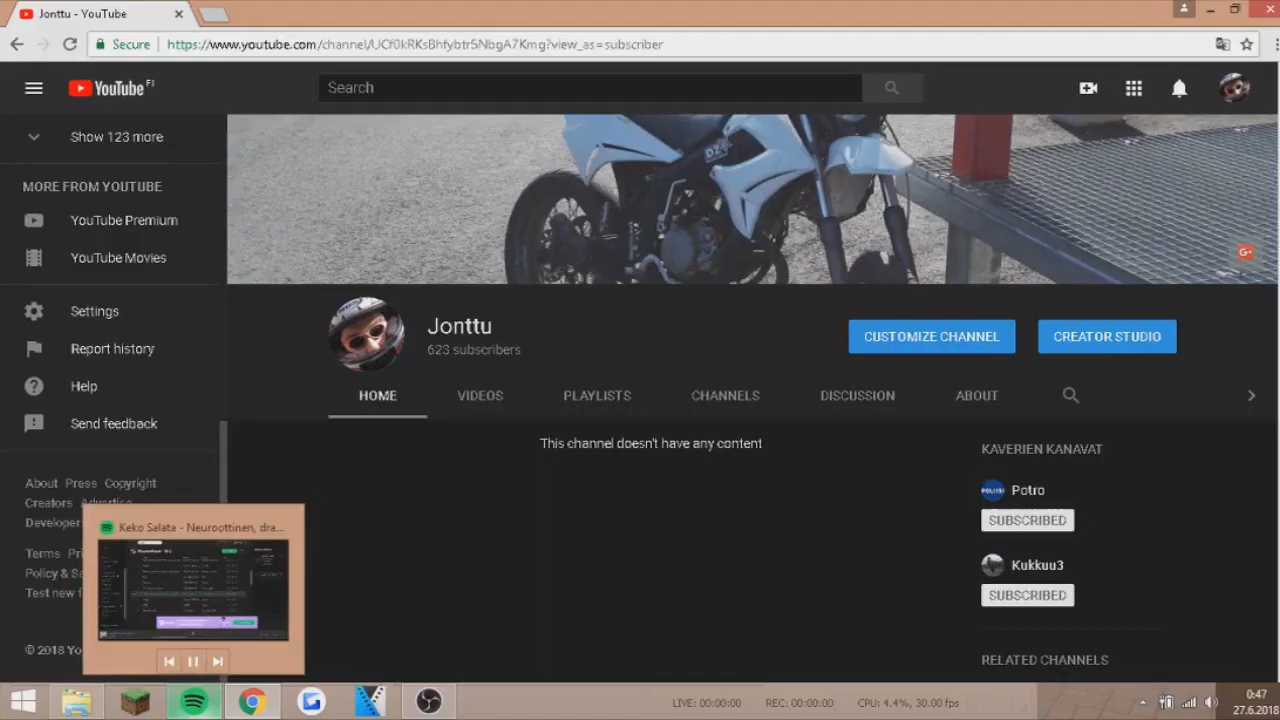 Jonttu - YouTube
Secure
https://www.youtube.com/channel/UCf0kRKsBhfybtr5NbgA7Kmg?view_as=subscriber
YouTube FI
Search
Show 123 more
MORE FROM YOUTUBE
YouTube Premium
YouTube Movies
Settings
Report history
Help
Send feedback
About Press Copyright
Creators Advertise
Developer
Terms
Policy &
Test new
© 2018
G+
Jonttu
623 subscribers
CUSTOMIZE CHANNEL
CREATOR STUDIO
HOME
VIDEOS
PLAYLISTS
CHANNELS
DISCUSSION
ABOUT
This channel doesn't have any content
KAVERIEN KANAVAT
POLIISI
Potro
SUBSCRIBED
Kukkuu3
SUBSCRIBED
RELATED CHANNELS
Keko Salata - Neuroottinen, dra...
LIVE: 00:00:00
REC: 00:00:00
CPU: 4.4%, 30.00 fps
0:47
27.6.2018